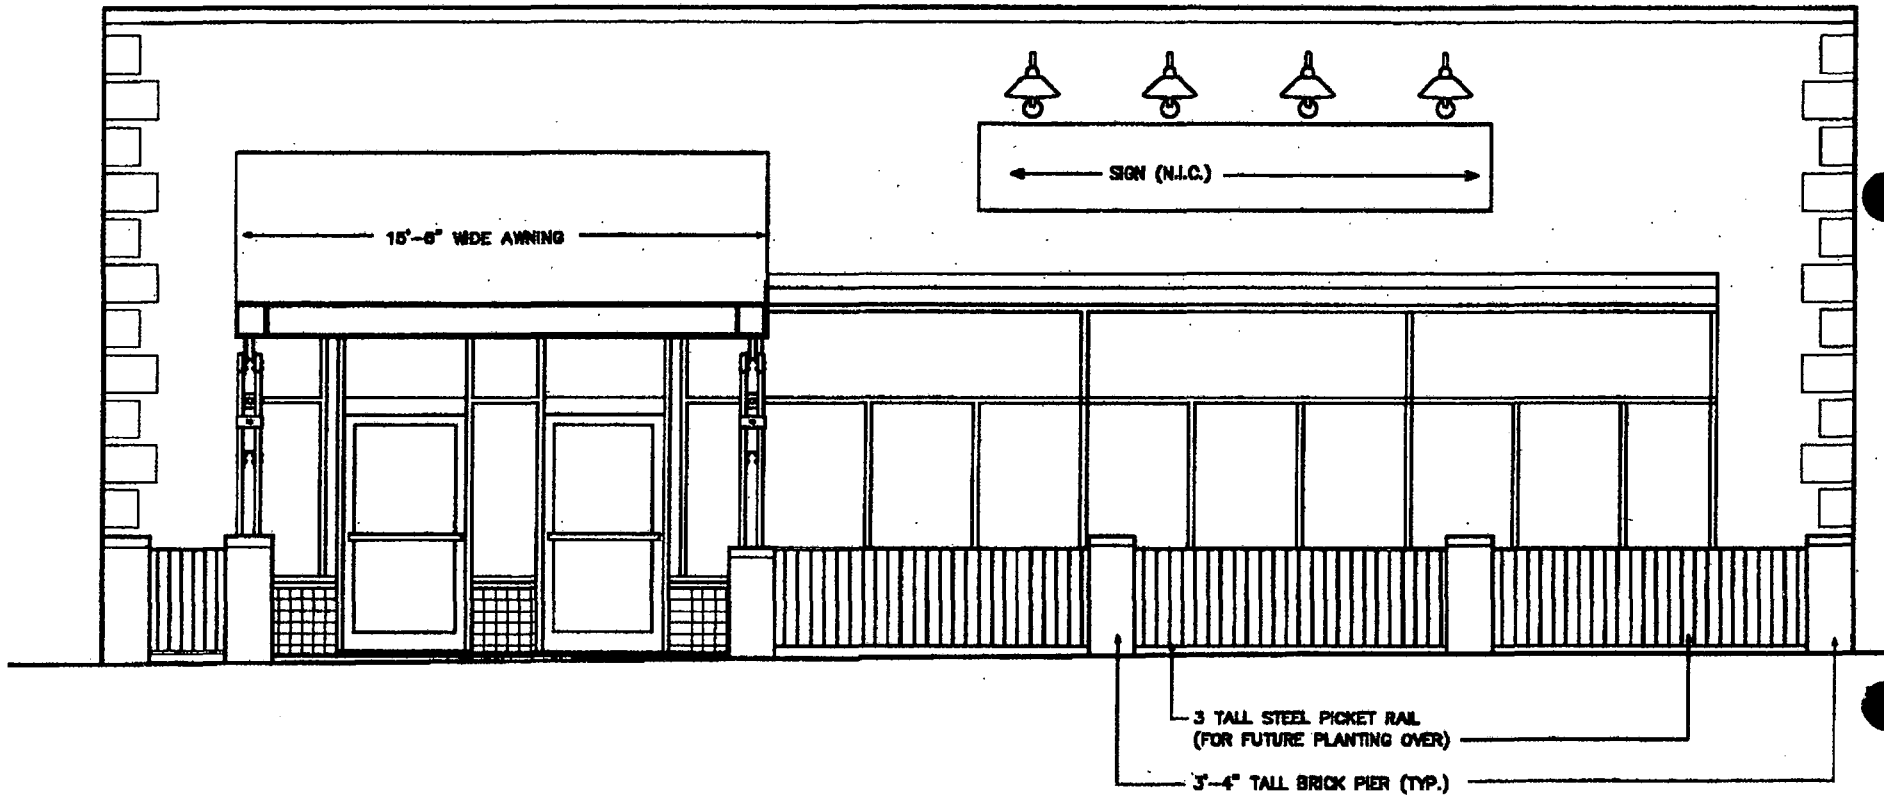 SIGN (N.I.C.)
15'-6" WIDE AWNING
3 TALL STEEL PICKET RAIL
(FOR FUTURE PLANTING OVER)
3'-4" TALL BRICK PIER (TYP.)